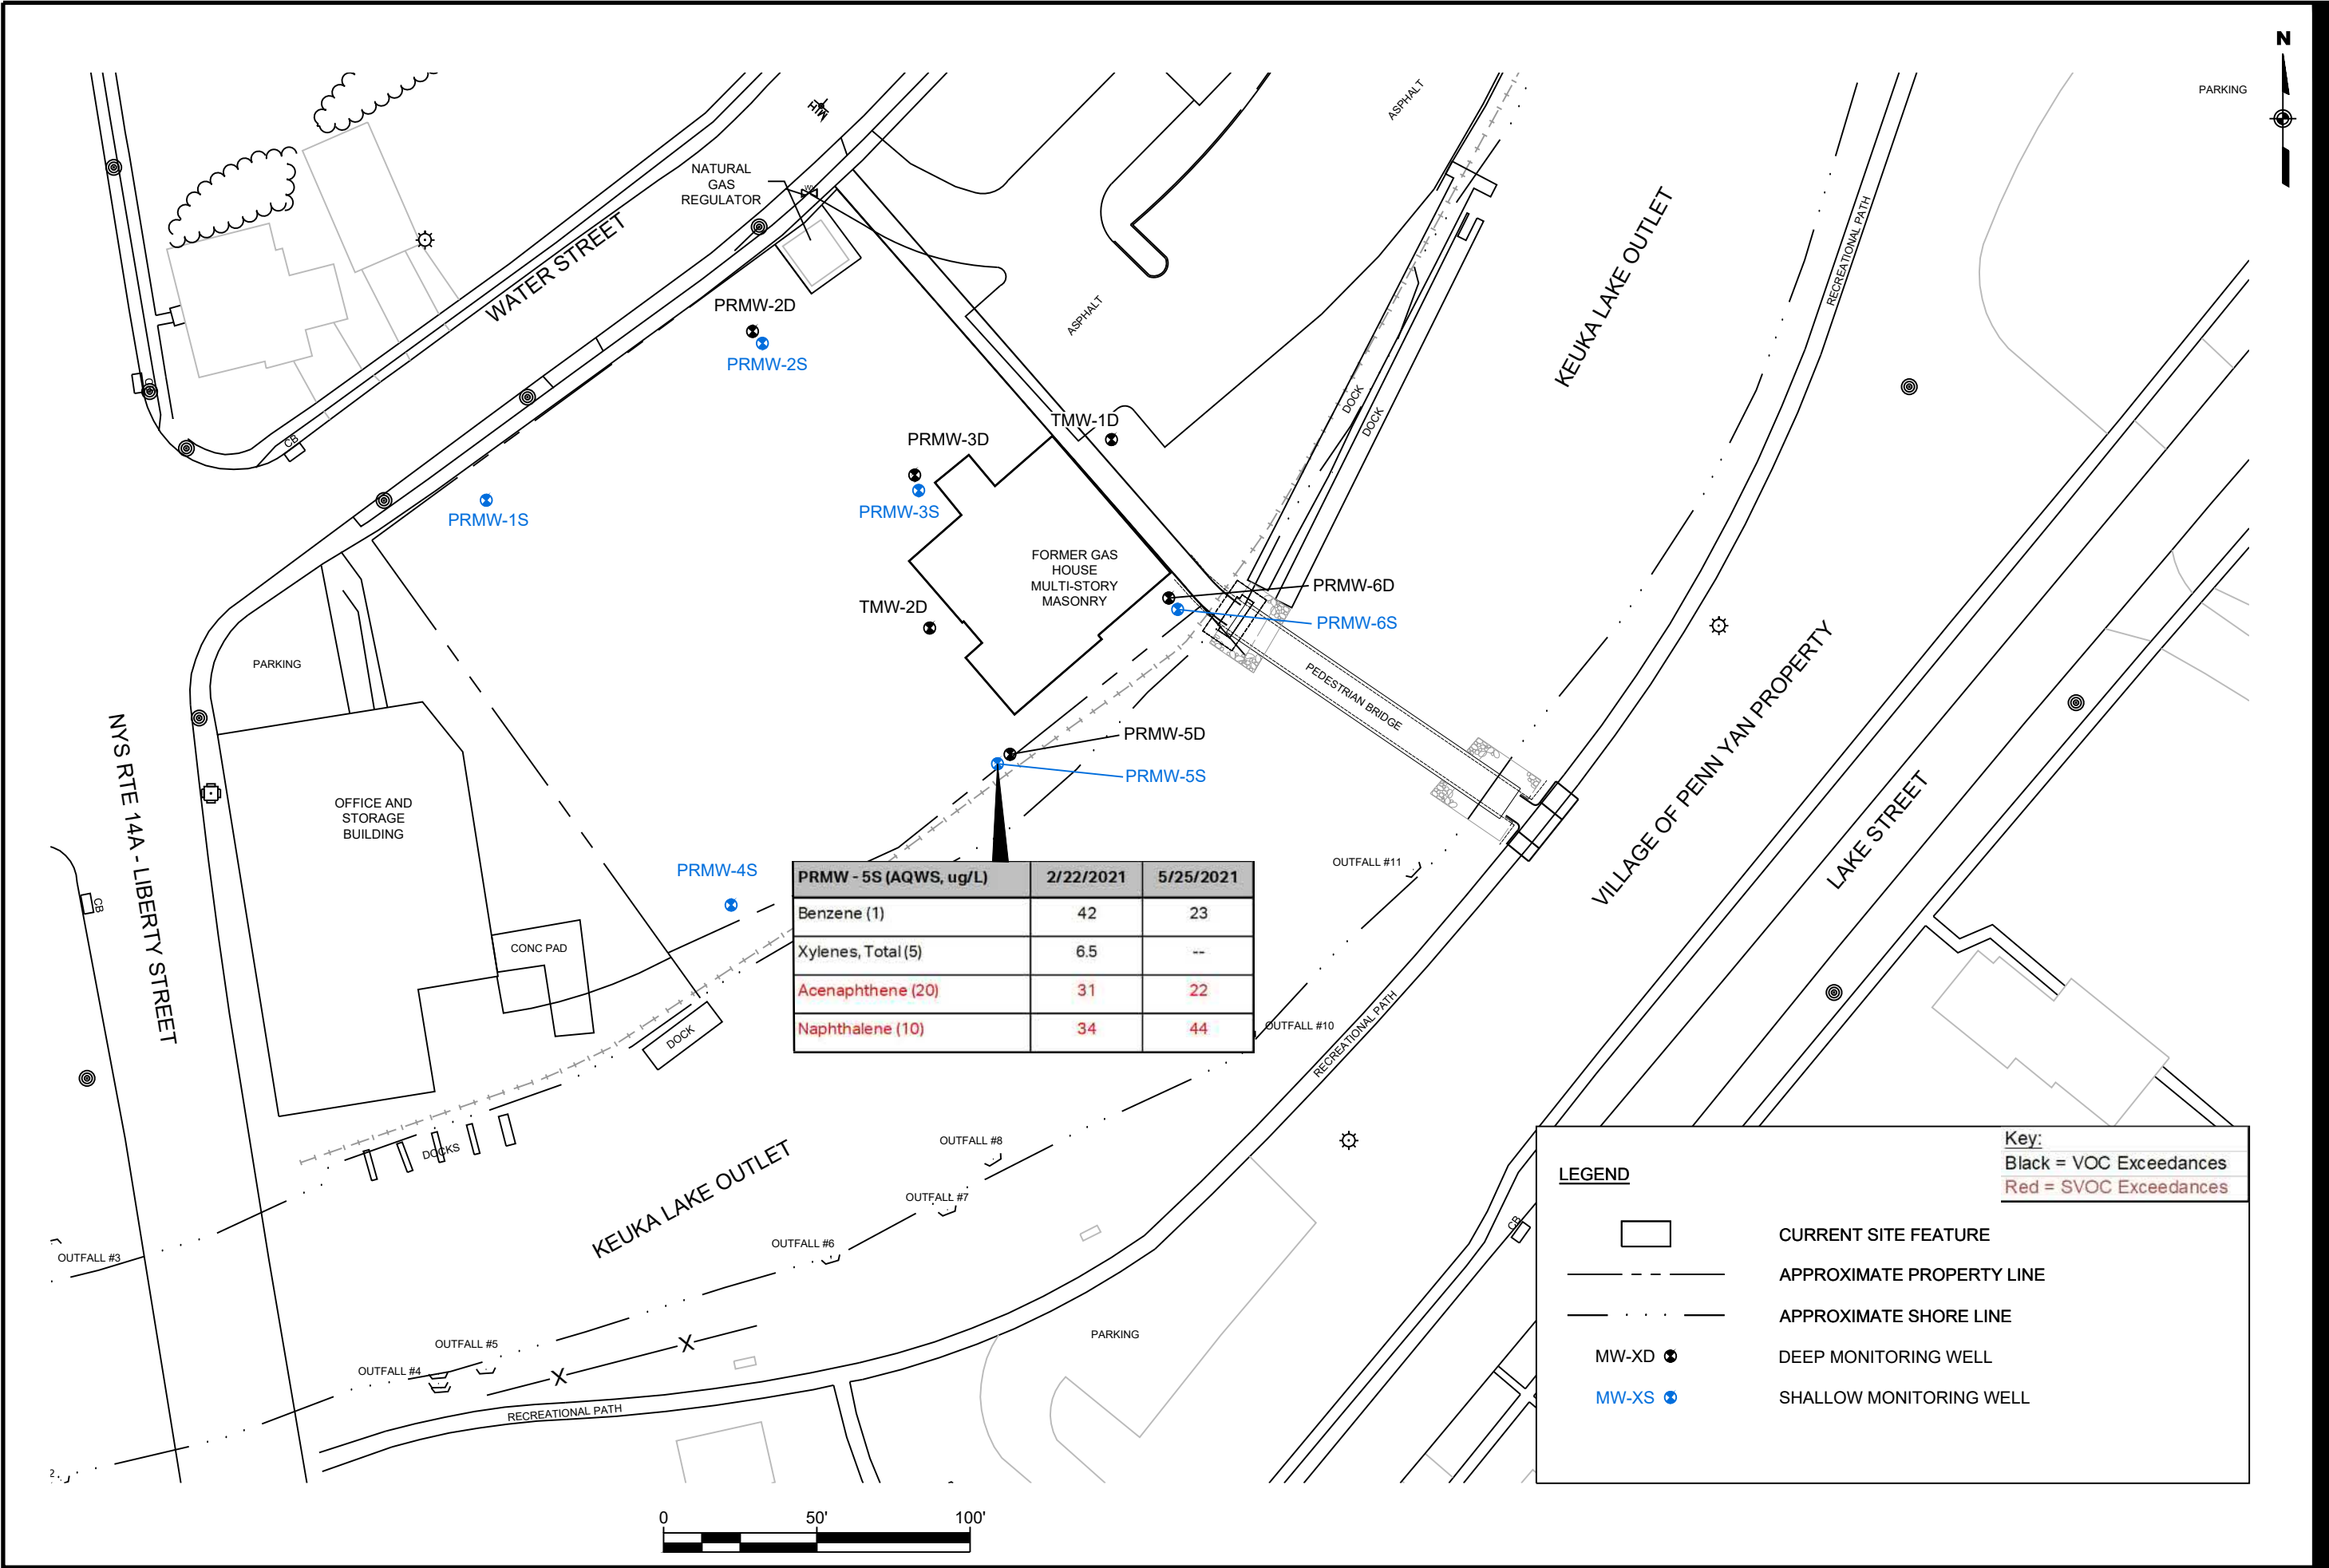 N
PARKING
ASPHALT
MH
NATURAL
GAS
REGULATOR
WV
WATER STREET
KEUKA LAKE OUTLET
RECREATIONAL PATH
PRMW-2D
PRMW-2S
ASPHALT
DOCK
DOCK
TMW-1D
PRMW-3D
PRMW-3S
CB
PRMW-1S
FORMER GAS
HOUSE
MULTI-STORY
MASONRY
PRMW-6D
PRMW-6S
TMW-2D
PARKING
PEDESTRIAN BRIDGE
PRMW-5D
PRMW-5S
NYS RTE 14A - LIBERTY STREET
OFFICE AND
STORAGE
BUILDING
VILLAGE OF PENN YAN PROPERTY
LAKE STREET
PRMW-4S
CB
CONC PAD
DOCK
OUTFALL #11
PRMW - 5S (AQWS, ug/L) 2/22/2021 5/25/2021
Benzene (1) 42 23
Xylenes, Total (5) 6.5 --
Acenaphthene (20) 31 22
Naphthalene (10) 34 44
OUTFALL #10
RECREATIONAL PATH
DOCKS
OUTFALL #8
OUTFALL #7
KEUKA LAKE OUTLET
OUTFALL #6
OUTFALL #3
OUTFALL #5
OUTFALL #4
X
X
PARKING
RECREATIONAL PATH
2
CB
LEGEND
Key:
Black = VOC Exceedances
Red = SVOC Exceedances
CURRENT SITE FEATURE
APPROXIMATE PROPERTY LINE
APPROXIMATE SHORE LINE
MW-XD DEEP MONITORING WELL
MW-XS SHALLOW MONITORING WELL
0 50' 100'